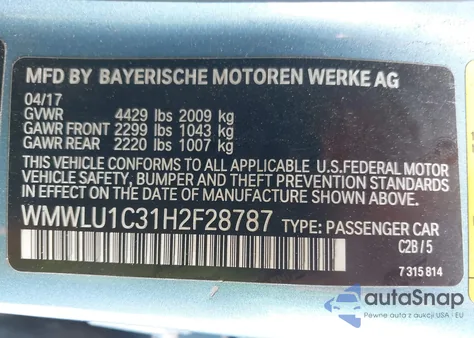 MFD BY BAYERISCHE MOTOREN WERKE AG
04/17
GVWR 4429 lbs 2009 kg
GAWR FRONT 2299 lbs 1043 kg
GAWR REAR 2220 lbs 1007 kg
THIS VEHICLE CONFORMS TO ALL APPLICABLE U.S.FEDERAL MOTOR
VEHICLE SAFETY, BUMPER AND THEFT PREVENTION STANDARDS
IN EFFECT ON THE DATE OF MANUFACTURE SHOWN ABOVE.
WMWLU1C31H2F28787 TYPE: PASSENGER CAR
C2B / 5
7 315 814
autoSnap
Pewne auto z aukcji USA i EU